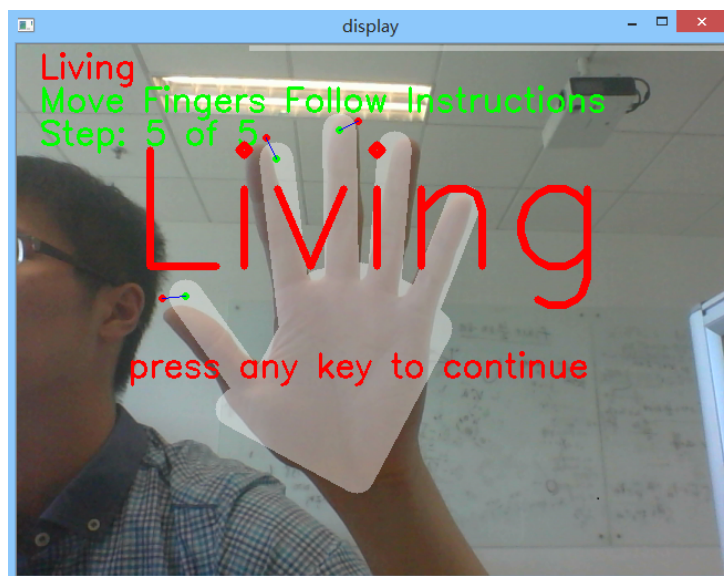 display
Living
Move Fingers Follow Instructions
Step: 5 of 5
Living
press any key to continue